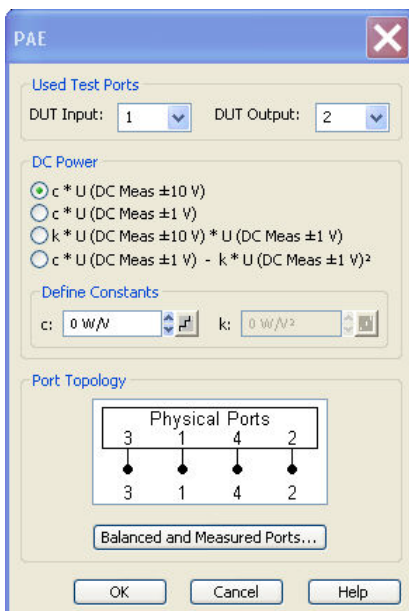 PAE
Used Test Ports
DUT Input: 1 DUT Output: 2
DC Power
c * U (DC Meas ±10 V)
c * U (DC Meas ±1 V)
k * U (DC Meas ±10 V) * U (DC Meas ±1 V)
c * U (DC Meas ±1 V) - k * U (DC Meas ±1 V)²
Define Constants
c: 0 W/V k: 0 W/V²
Port Topology
Physical Ports
3 1 4 2
3 1 4 2
Balanced and Measured Ports...
OK Cancel Help